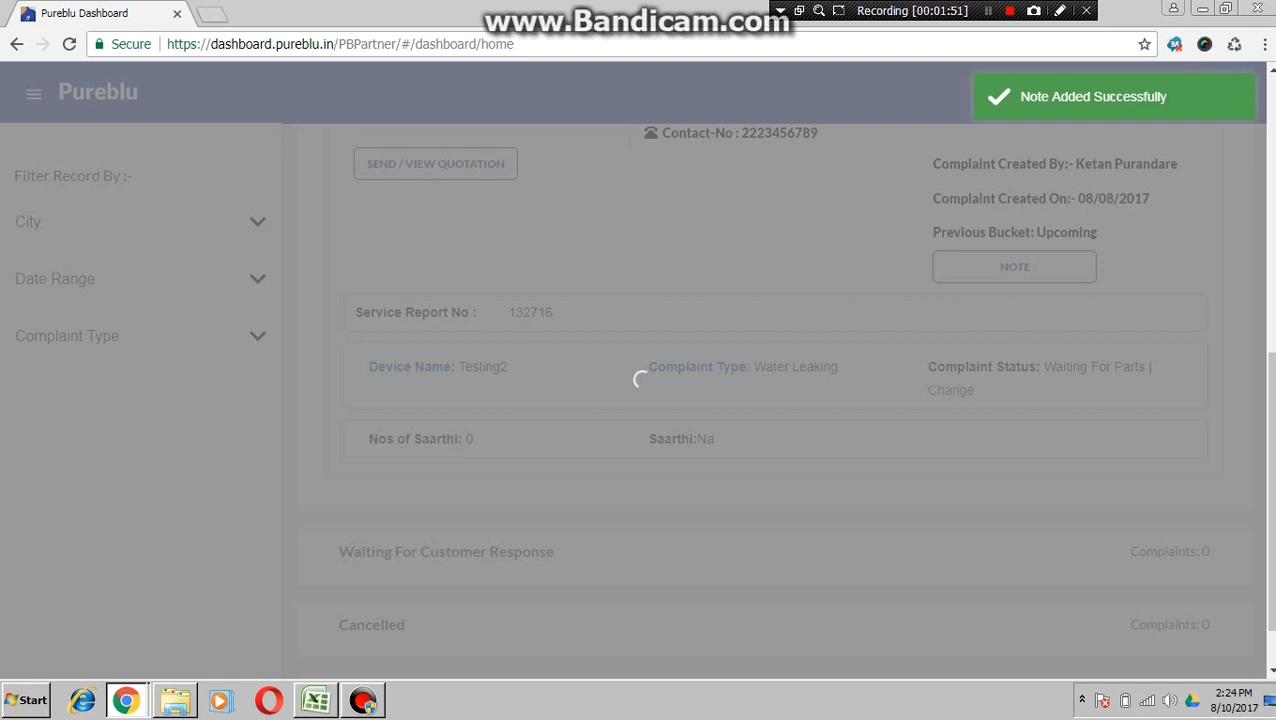 Pureblu Dashboard
www.Bandicam.com
Recording [00:01:51]
Secure
https://dashboard.pureblu.in/PBPartner/#/dashboard/home
Pureblu
Note Added Successfully
Contact-No : 2223456789
SEND / VIEW QUOTATION
Complaint Created By:- Ketan Purandare
Filter Record By :-
Complaint Created On:- 08/08/2017
City
Previous Bucket: Upcoming
NOTE
Date Range
Service Report No : 132716
Complaint Type
Device Name: Testing2
Complaint Type: Water Leaking
Complaint Status: Waiting For Parts |
Change
Nos of Saarthi: 0
Saarthi:Na
Waiting For Customer Response
Complaints: 0
Cancelled
Complaints: 0
Start
2:24 PM
8/10/2017